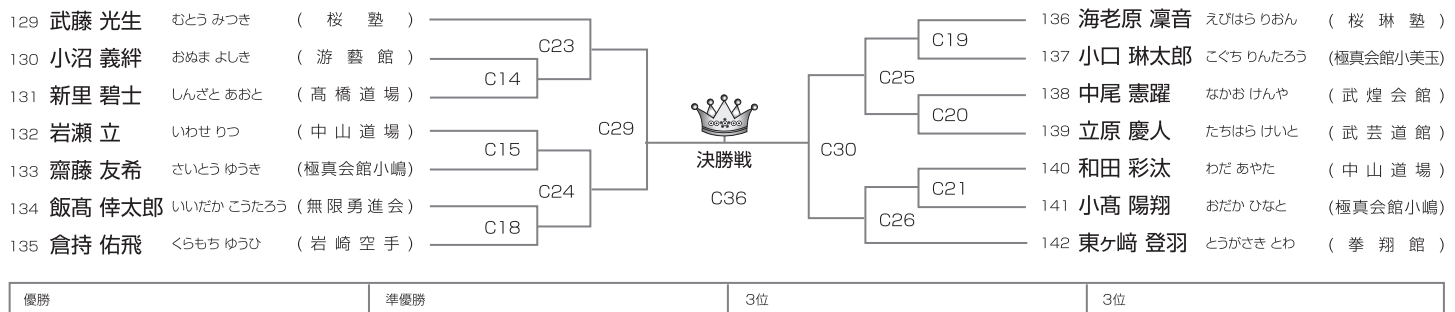 129 武藤 光生 むとう みつき (桜塾)
130 小沼 義絆 おぬま よしき (游藝館)
131 新里 碧士 しんざと あおと (髙橋道場)
132 岩瀬 立 いわせ りつ (中山道場)
133 齋藤 友希 さいとう ゆうき (極真会館小嶋)
134 飯髙 倖太郎 いいだか こうたろう (無限勇進会)
135 倉持 佑飛 くらもち ゆうひ (岩崎空手)
C23
C14
C15
C18
C24
C29
決勝戦
C36
C30
C19
C25
C20
C21
C26
136 海老原 凜音 えびはら りおん (桜琳塾)
137 小口 琳太郎 こぐち りんたろう (極真会館小美玉)
138 中尾 憲躍 なかお けんや (武煌会館)
139 立原 慶人 たちはら けいと (武芸道館)
140 和田 彩汰 わだ あやた (中山道場)
141 小髙 陽翔 おだか ひなと (極真会館小嶋)
142 東ヶ﨑 登羽 とうがさき とわ (拳翔館)
優勝 準優勝 3位 3位